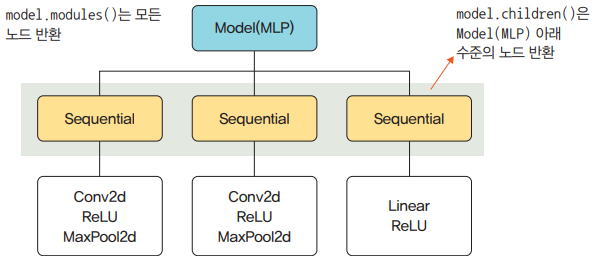 model.modules()는 모든
노드 반환
Model(MLP)
model.children()은
Model(MLP) 아래
수준의 노드 반환
Sequential
Sequential
Sequential
Conv2d
ReLU
MaxPool2d
Conv2d
ReLU
MaxPool2d
Linear
ReLU